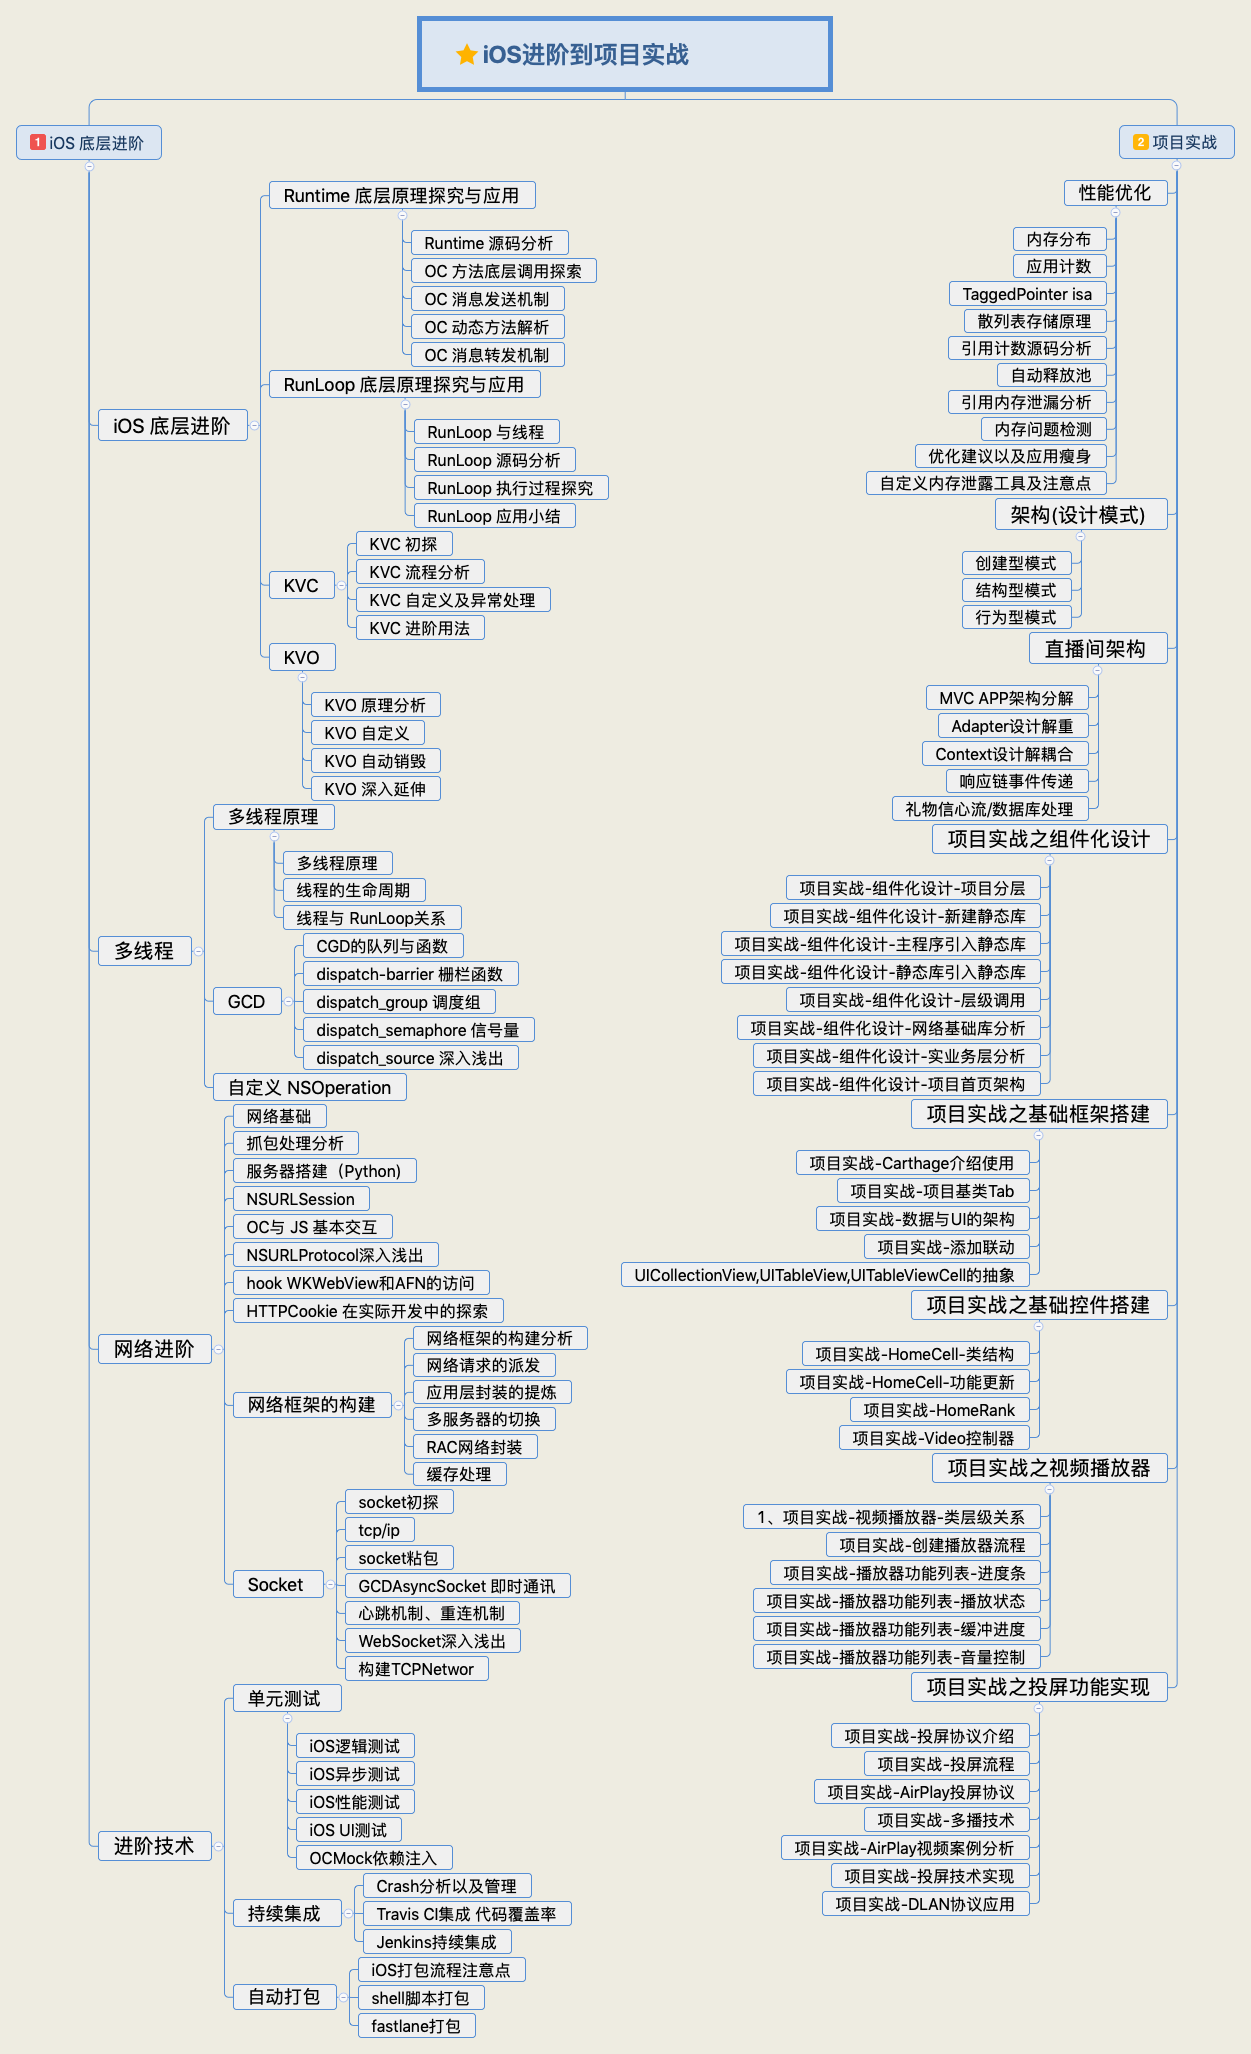 iOS进阶到项目实战
1 iOS 底层进阶
iOS 底层进阶
Runtime 底层原理探究与应用
Runtime 源码分析
OC 方法底层调用探索
OC 消息发送机制
OC 动态方法解析
OC 消息转发机制
RunLoop 底层原理探究与应用
RunLoop 与线程
RunLoop 源码分析
RunLoop 执行过程探究
RunLoop 应用小结
KVC
KVC 初探
KVC 流程分析
KVC 自定义及异常处理
KVC 进阶用法
KVO
KVO 原理分析
KVO 自定义
KVO 自动销毁
KVO 深入延伸
多线程
多线程原理
多线程原理
线程的生命周期
线程与 RunLoop关系
GCD
CGD的队列与函数
dispatch-barrier 栅栏函数
dispatch_group 调度组
dispatch_semaphore 信号量
dispatch_source 深入浅出
自定义 NSOperation
网络进阶
网络基础
抓包处理分析
服务器搭建（Python)
NSURLSession
OC与 JS 基本交互
NSURLProtocol深入浅出
hook WKWebView和AFN的访问
HTTPCookie 在实际开发中的探索
网络框架的构建
网络框架的构建分析
网络请求的派发
应用层封装的提炼
多服务器的切换
RAC网络封装
缓存处理
Socket
socket初探
tcp/ip
socket粘包
GCDAsyncSocket 即时通讯
心跳机制、重连机制
WebSocket深入浅出
构建TCPNetwor
进阶技术
单元测试
iOS逻辑测试
iOS异步测试
iOS性能测试
iOS UI测试
OCMock依赖注入
持续集成
Crash分析以及管理
Travis CI集成 代码覆盖率
Jenkins持续集成
自动打包
iOS打包流程注意点
shell脚本打包
fastlane打包
2 项目实战
性能优化
内存分布
应用计数
TaggedPointer isa
散列表存储原理
引用计数源码分析
自动释放池
引用内存泄漏分析
内存问题检测
优化建议以及应用瘦身
自定义内存泄露工具及注意点
架构(设计模式)
创建型模式
结构型模式
行为型模式
直播间架构
MVC APP架构分解
Adapter设计解重
Context设计解耦合
响应链事件传递
礼物信心流/数据库处理
项目实战之组件化设计
项目实战-组件化设计-项目分层
项目实战-组件化设计-新建静态库
项目实战-组件化设计-主程序引入静态库
项目实战-组件化设计-静态库引入静态库
项目实战-组件化设计-层级调用
项目实战-组件化设计-网络基础库分析
项目实战-组件化设计-实业务层分析
项目实战-组件化设计-项目首页架构
项目实战之基础框架搭建
项目实战-Carthage介绍使用
项目实战-项目基类Tab
项目实战-数据与UI的架构
项目实战-添加联动
UICollectionView,UITableView,UITableViewCell的抽象
项目实战之基础控件搭建
项目实战-HomeCell-类结构
项目实战-HomeCell-功能更新
项目实战-HomeRank
项目实战-Video控制器
项目实战之视频播放器
1、项目实战-视频播放器-类层级关系
项目实战-创建播放器流程
项目实战-播放器功能列表-进度条
项目实战-播放器功能列表-播放状态
项目实战-播放器功能列表-缓冲进度
项目实战-播放器功能列表-音量控制
项目实战之投屏功能实现
项目实战-投屏协议介绍
项目实战-投屏流程
项目实战-AirPlay投屏协议
项目实战-多播技术
项目实战-AirPlay视频案例分析
项目实战-投屏技术实现
项目实战-DLAN协议应用